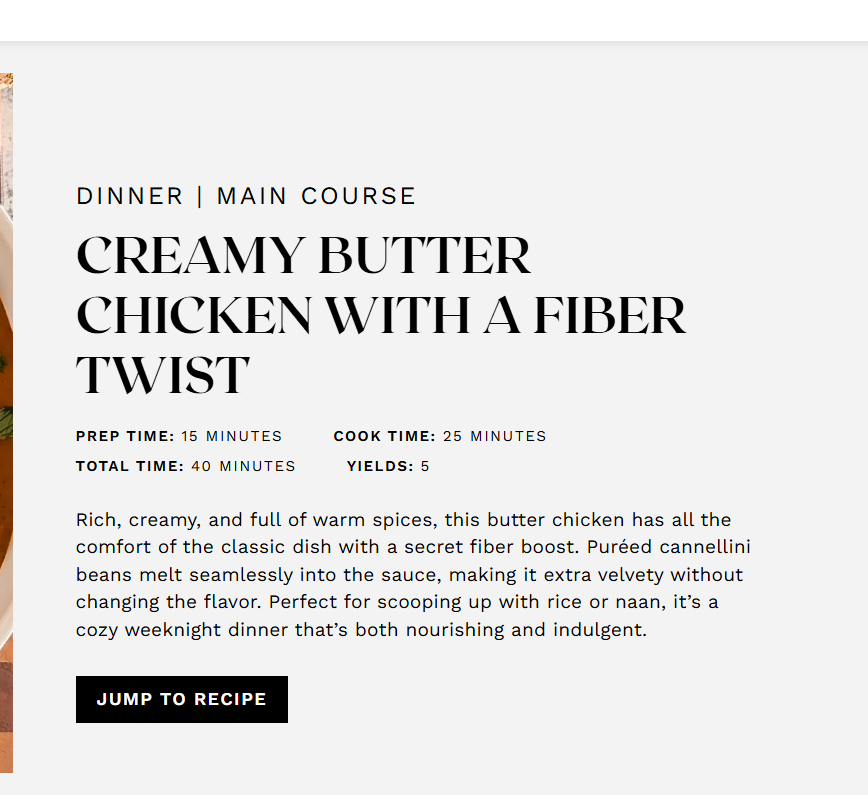 DINNER | MAIN COURSE
CREAMY BUTTER
CHICKEN WITH A FIBER
TWIST
PREP TIME: 15 MINUTES COOK TIME: 25 MINUTES
TOTAL TIME: 40 MINUTES YIELDS: 5
Rich, creamy, and full of warm spices, this butter chicken has all the
comfort of the classic dish with a secret fiber boost. Puréed cannellini
beans melt seamlessly into the sauce, making it extra velvety without
changing the flavor. Perfect for scooping up with rice or naan, it’s a
cozy weeknight dinner that’s both nourishing and indulgent.
JUMP TO RECIPE